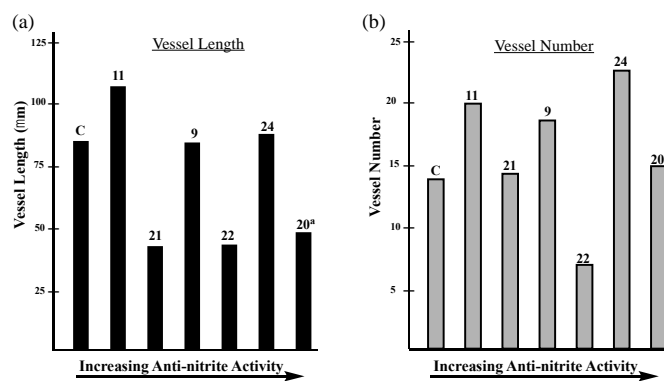 (a)
Vessel Length
Vessel Length (mm)
125
100
75
50
25
C
11
21
9
22
24
20a
Increasing Anti-nitrite Activity
(b)
Vessel Number
Vessel Number
25
20
15
10
5
C
11
21
9
22
24
20
Increasing Anti-nitrite Activity